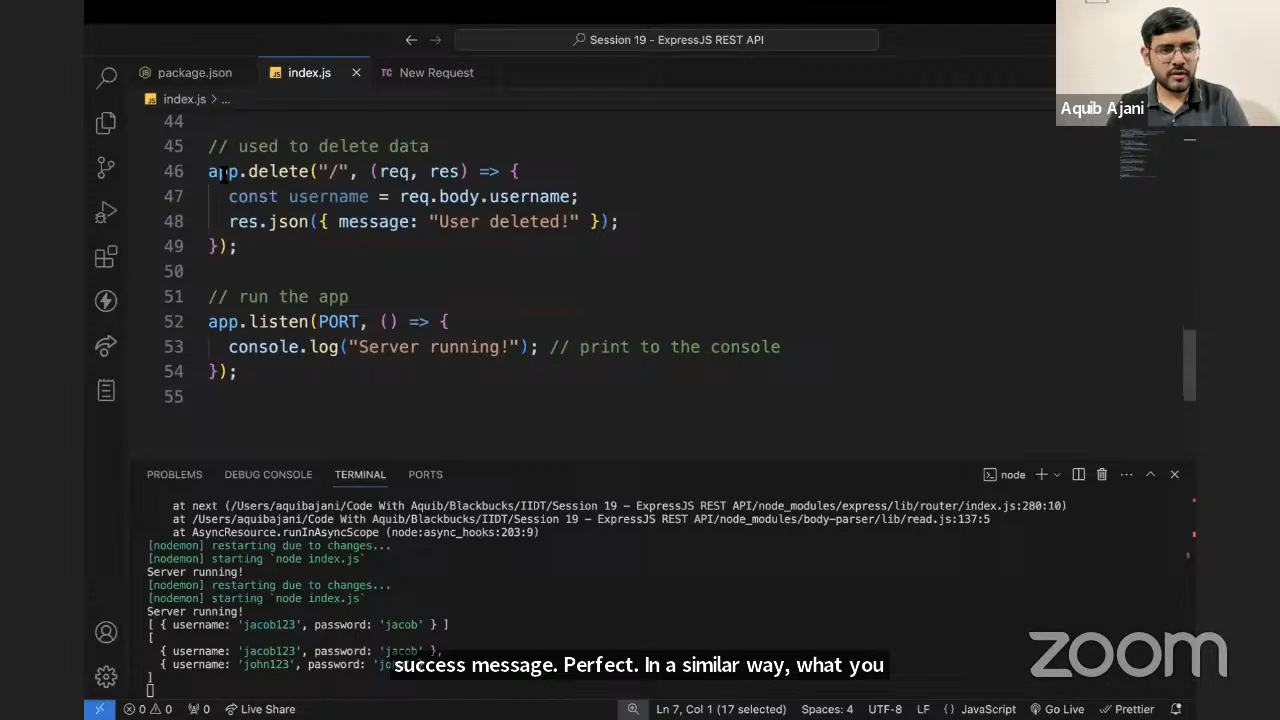 Session 19 - ExpressJS REST API
Aquib Ajani
JS package.json
JS index.js
TC New Request
JS index.js > ...
44
45 // used to delete data
46 app.delete("/", (req, res) => {
47 const username = req.body.username;
48 res.json({ message: "User deleted!" });
49 });
50
51 // run the app
52 app.listen(PORT, () => {
53 console.log("Server running!"); // print to the console
54 });
55
PROBLEMS DEBUG CONSOLE TERMINAL PORTS
node
at next (/Users/aquibajani/Code With Aquib/Blackbucks/IIDT/Session 19 - ExpressJS REST API/node_modules/express/lib/router/index.js:280:10)
at /Users/aquibajani/Code With Aquib/Blackbucks/IIDT/Session 19 - ExpressJS REST API/node_modules/body-parser/lib/read.js:137:5
at AsyncResource.runInAsyncScope (node:async_hooks:203:9)
[nodemon] restarting due to changes...
[nodemon] starting `node index.js`
Server running!
[nodemon] restarting due to changes...
[nodemon] starting `node index.js`
Server running!
[ { username: 'jacob123', password: 'jacob' } ]
[
{ username: 'jacob123', password: 'jacob' },
{ username: 'john123', password:
]
success message. Perfect. In a similar way, what you
zoom
0 0 0 Live Share Ln 7, Col 1 (17 selected) Spaces: 4 UTF-8 LF {} JavaScript Go Live Prettier